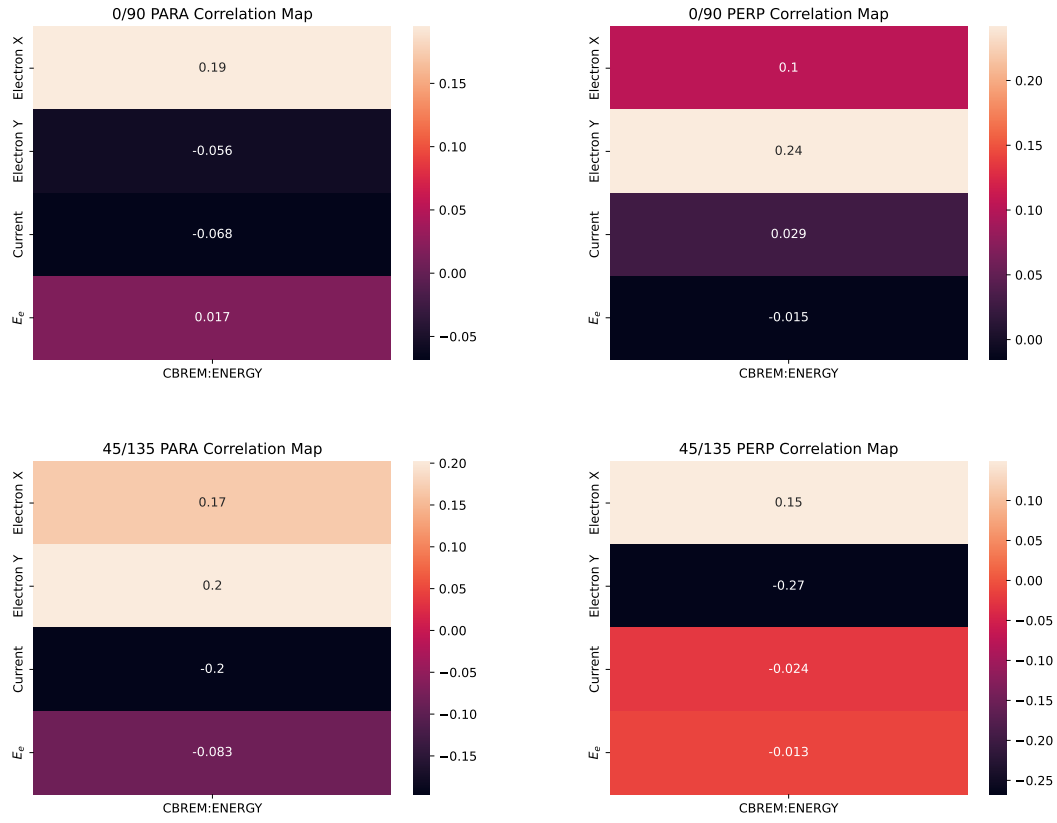 0/90 PARA Correlation Map
Electron X
Electron Y
Current
E_e
0.19
-0.056
-0.068
0.017
CBREM:ENERGY
0.15
0.10
0.05
0.00
−0.05
0/90 PERP Correlation Map
Electron X
Electron Y
Current
E_e
0.1
0.24
0.029
-0.015
CBREM:ENERGY
0.20
0.15
0.10
0.05
0.00
45/135 PARA Correlation Map
Electron X
Electron Y
Current
E_e
0.17
0.2
-0.2
-0.083
CBREM:ENERGY
0.20
0.15
0.10
0.05
0.00
−0.05
−0.10
−0.15
45/135 PERP Correlation Map
Electron X
Electron Y
Current
E_e
0.15
-0.27
-0.024
-0.013
CBREM:ENERGY
0.10
0.05
0.00
−0.05
−0.10
−0.15
−0.20
−0.25